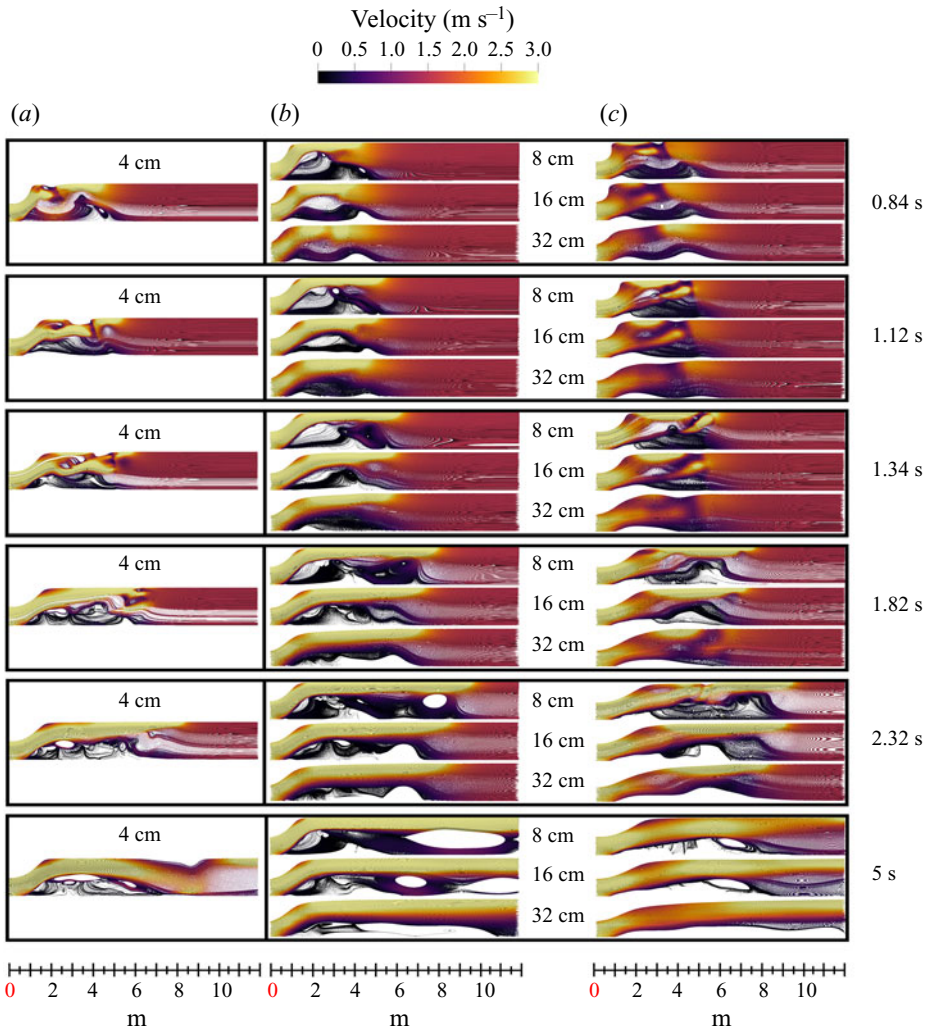 Velocity (m s⁻¹)
0 0.5 1.0 1.5 2.0 2.5 3.0
(a) (b) (c)
4 cm 8 cm
16 cm 0.84 s
32 cm
4 cm 8 cm
16 cm 1.12 s
32 cm
4 cm 8 cm
16 cm 1.34 s
32 cm
4 cm 8 cm
16 cm 1.82 s
32 cm
4 cm 8 cm
16 cm 2.32 s
32 cm
4 cm 8 cm
16 cm 5 s
32 cm
0 2 4 6 8 10 0 2 4 6 8 10 0 2 4 6 8 10
m m m